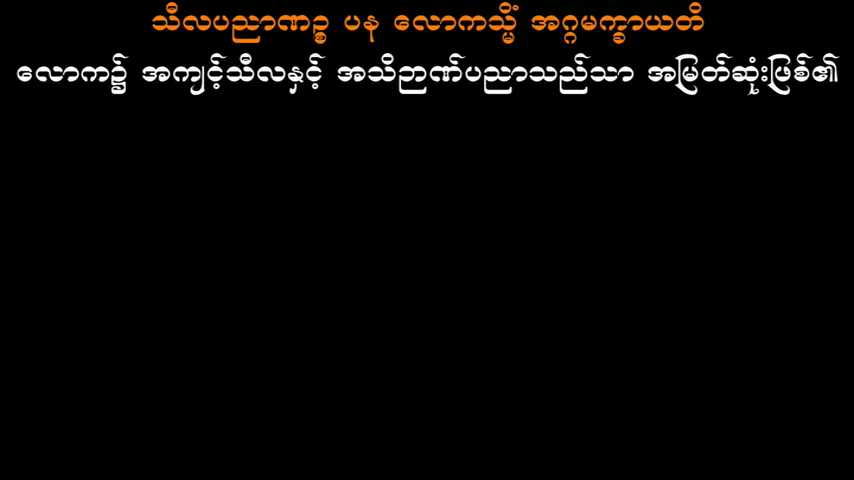 သီလပညာဏဉ္စ ပန လောကသ္မိံ အဂ္ဂမက္ခာယတိ
လောက၌ အကျင့်သီလနှင့် အသိဉာဏ်ပညာသည်သာ အမြတ်ဆုံးဖြစ်၏